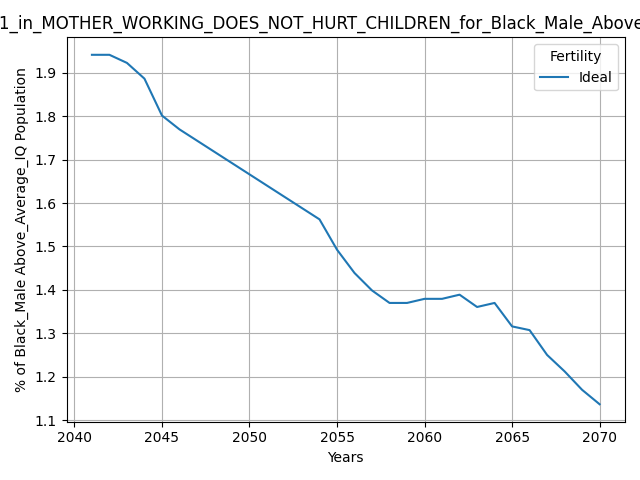 1_in_MOTHER_WORKING_DOES_NOT_HURT_CHILDREN_for_Black_Male_Above
Fertility
Ideal
% of Black_Male Above_Average_IQ Population
1.9
1.8
1.7
1.6
1.5
1.4
1.3
1.2
1.1
2040 2045 2050 2055 2060 2065 2070
Years